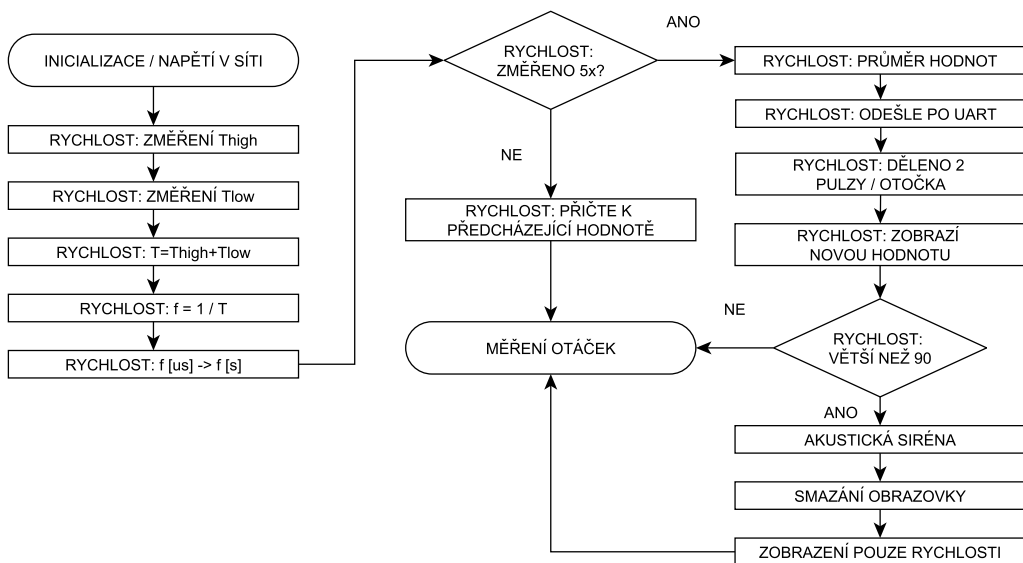 INICIALIZACE / NAPĚTÍ V SÍTI
RYCHLOST: ZMĚŘENÍ Thigh
RYCHLOST: ZMĚŘENÍ Tlow
RYCHLOST: T=Thigh+Tlow
RYCHLOST: f = 1 / T
RYCHLOST: f [us] -> f [s]
RYCHLOST:
ZMĚŘENO 5x?
ANO
NE
RYCHLOST: PŘIČTE K
PŘEDCHÁZEJÍCÍ HODNOTĚ
MĚŘENÍ OTÁČEK
RYCHLOST: PRŮMĚR HODNOT
RYCHLOST: ODEŠLE PO UART
RYCHLOST: DĚLENO 2
PULZY / OTOČKA
RYCHLOST: ZOBRAZÍ
NOVOU HODNOTU
NE
RYCHLOST:
VĚTŠÍ NEŽ 90
ANO
AKUSTICKÁ SIRÉNA
SMAZÁNÍ OBRAZOVKY
ZOBRAZENÍ POUZE RYCHLOSTI